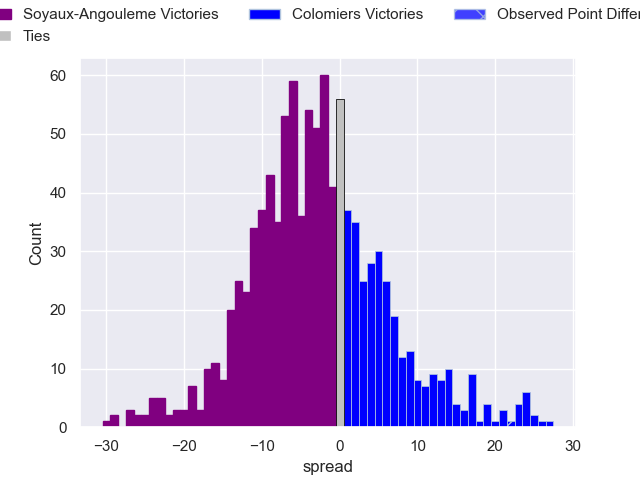 Soyaux-Angouleme Victories Colomiers Victories Observed Point Differ
Ties
60
50
40
30
20
10
0
Count
−30 −20 −10 0 10 20 30
spread